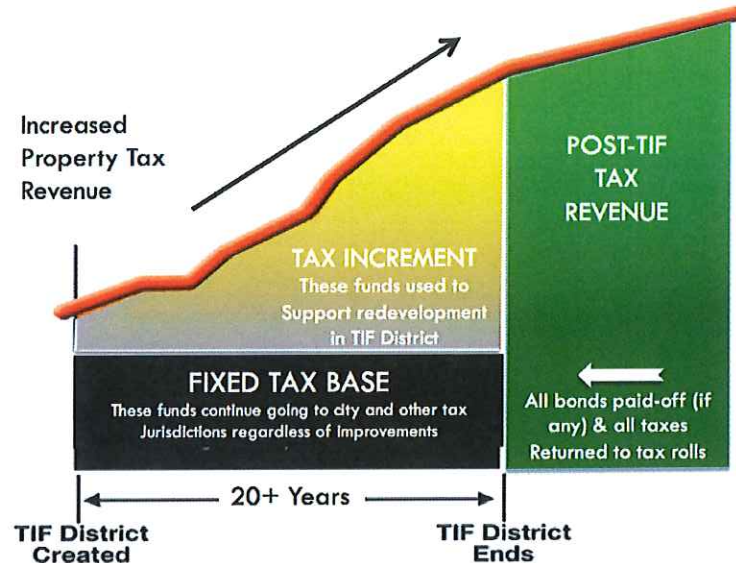 Increased
Property Tax
Revenue
POST-TIF
TAX
REVENUE
TAX INCREMENT
These funds used to
Support redevelopment
in TIF District
FIXED TAX BASE
These funds continue going to city and other tax
Jurisdictions regardless of improvements
All bonds paid-off (if
any) & all taxes
Returned to tax rolls
20+ Years
TIF District
Created
TIF District
Ends